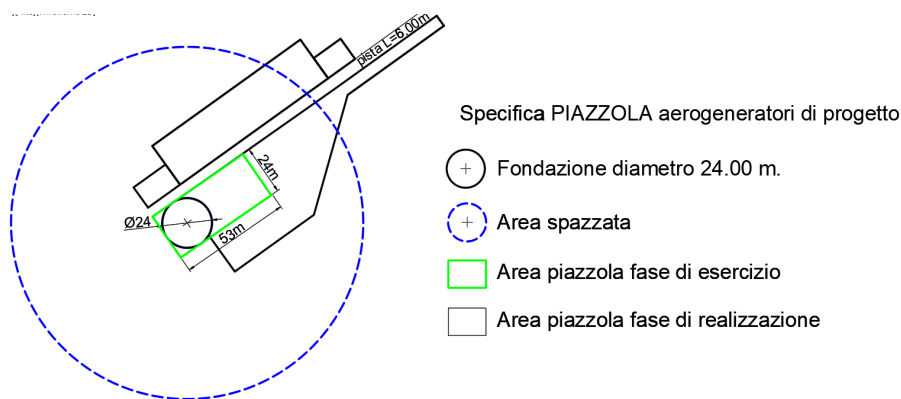 pista L=6,00m
Specifica PIAZZOLA aerogeneratori di progetto
Fondazione diametro 24.00 m.
24m
Ø24
53m
Area spazzata
Area piazzola fase di esercizio
Area piazzola fase di realizzazione